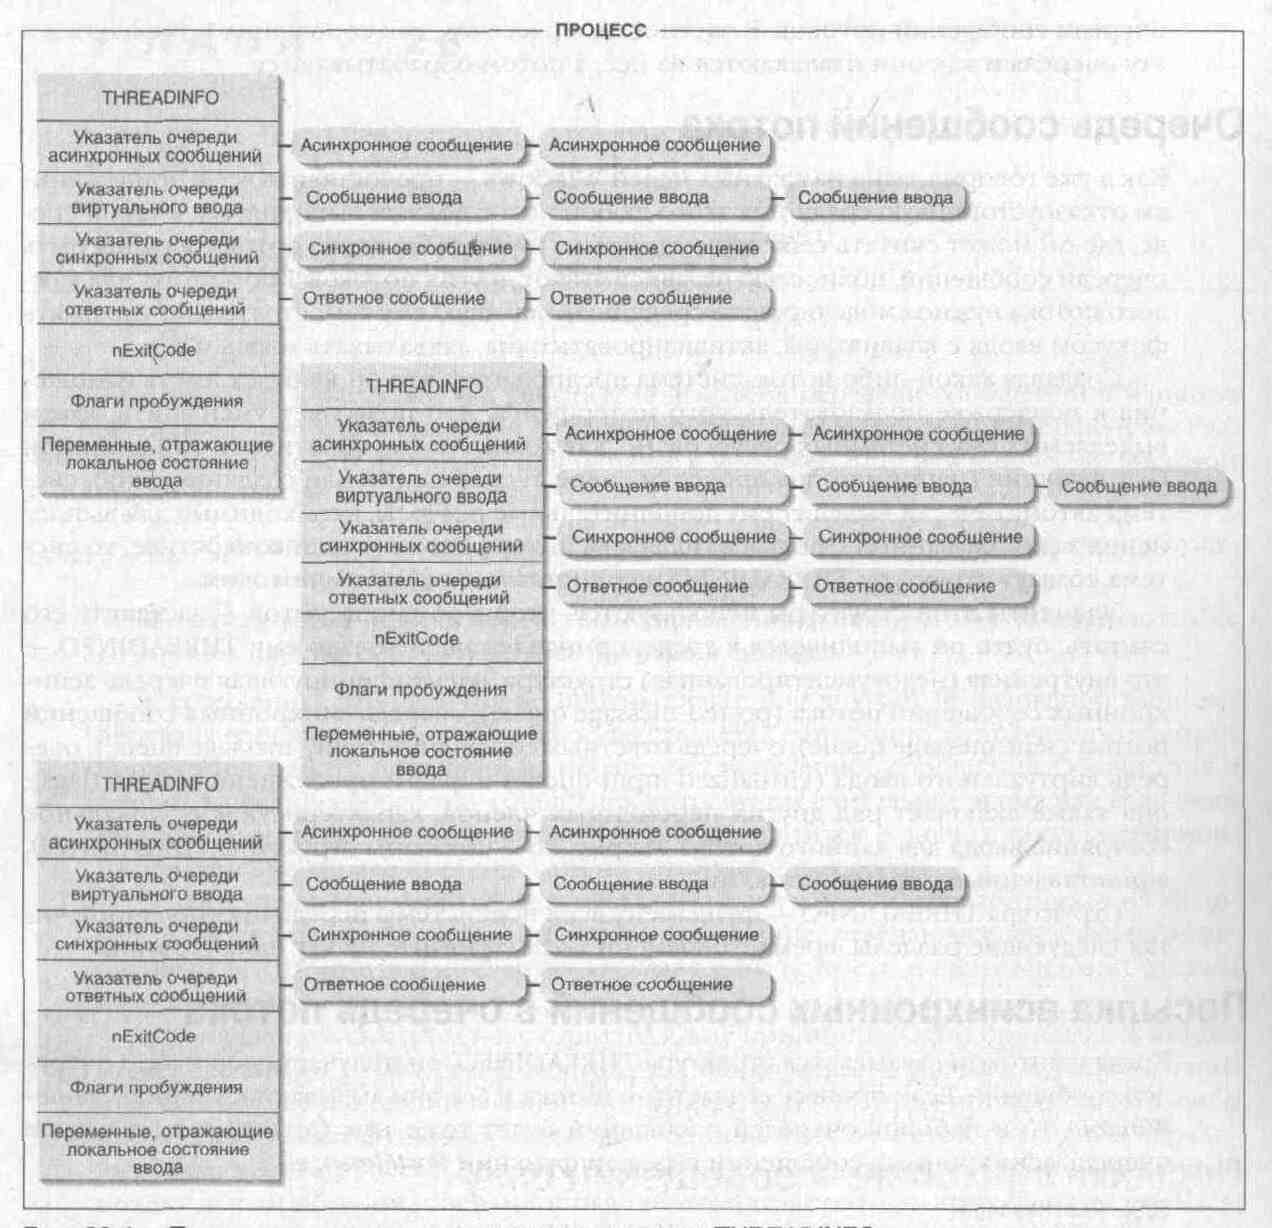 ПРОЦЕСС
THREADINFO
Указатель очереди
асинхронных сообщений
Асинхронное сообщение
Асинхронное сообщение
Указатель очереди
виртуального ввода
Сообщение ввода
Сообщение ввода
Сообщение ввода
Указатель очереди
синхронных сообщений
Синхронное сообщение
Синхронное сообщение
Указатель очереди
ответных сообщений
Ответное сообщение
Ответное сообщение
nExitCode
Флаги пробуждения
Переменные, отражающие
локальное состояние
ввода
THREADINFO
Указатель очереди
асинхронных сообщений
Асинхронное сообщение
Асинхронное сообщение
Указатель очереди
виртуального ввода
Сообщение ввода
Сообщение ввода
Сообщение ввода
Указатель очереди
синхронных сообщений
Синхронное сообщение
Синхронное сообщение
Указатель очереди
ответных сообщений
Ответное сообщение
Ответное сообщение
nExitCode
Флаги пробуждения
Переменные, отражающие
локальное состояние
ввода
THREADINFO
Указатель очереди
асинхронных сообщений
Асинхронное сообщение
Асинхронное сообщение
Указатель очереди
виртуального ввода
Сообщение ввода
Сообщение ввода
Сообщение ввода
Указатель очереди
синхронных сообщений
Синхронное сообщение
Синхронное сообщение
Указатель очереди
ответных сообщений
Ответное сообщение
Ответное сообщение
nExitCode
Флаги пробуждения
Переменные, отражающие
локальное состояние
ввода